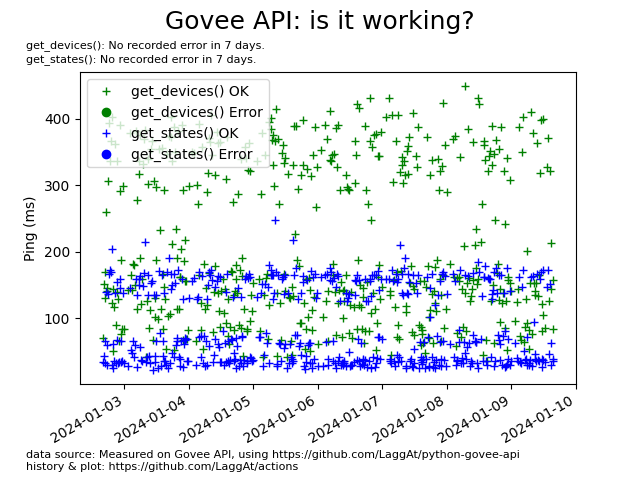 Govee API: is it working?
get_devices(): No recorded error in 7 days.
get_states(): No recorded error in 7 days.
get_devices() OK
get_devices() Error
get_states() OK
get_states() Error
400
300
200
100
Ping (ms)
2024-01-03
2024-01-04
2024-01-05
2024-01-06
2024-01-07
2024-01-08
2024-01-09
2024-01-10
data source: Measured on Govee API, using https://github.com/LaggAt/python-govee-api
history & plot: https://github.com/LaggAt/actions